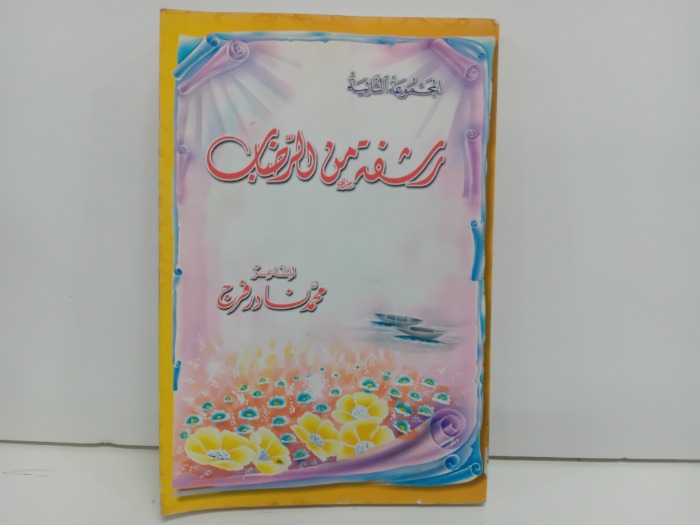 المجموعة الثانية
رشفة من الرضاب
الشاعر
محمد نادر فرج